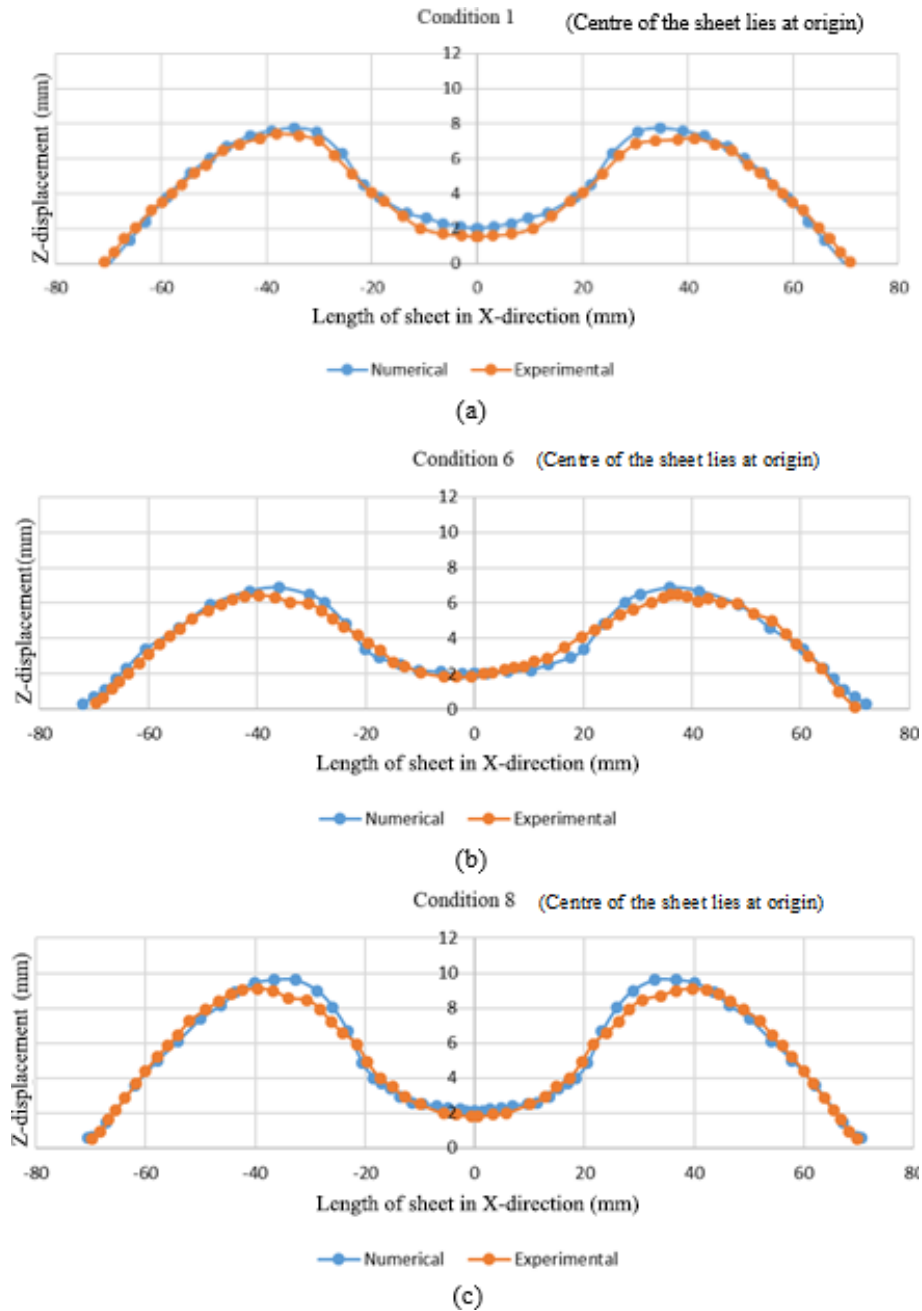 Condition 1 (Centre of the sheet lies at origin)
12
10
8
6
4
2
0
-80 -60 -40 -20 0 20 40 60 80
Z-displacement (mm)
Length of sheet in X-direction (mm)
Numerical Experimental
(a)
Condition 6 (Centre of the sheet lies at origin)
12
10
8
6
4
2
0
-80 -60 -40 -20 0 20 40 60 80
Z-displacement(mm)
Length of sheet in X-direction (mm)
Numerical Experimental
(b)
Condition 8 (Centre of the sheet lies at origin)
12
10
8
6
4
2
0
-80 -60 -40 -20 0 20 40 60 80
Z-displacement (mm)
Length of sheet in X-direction (mm)
Numerical Experimental
(c)